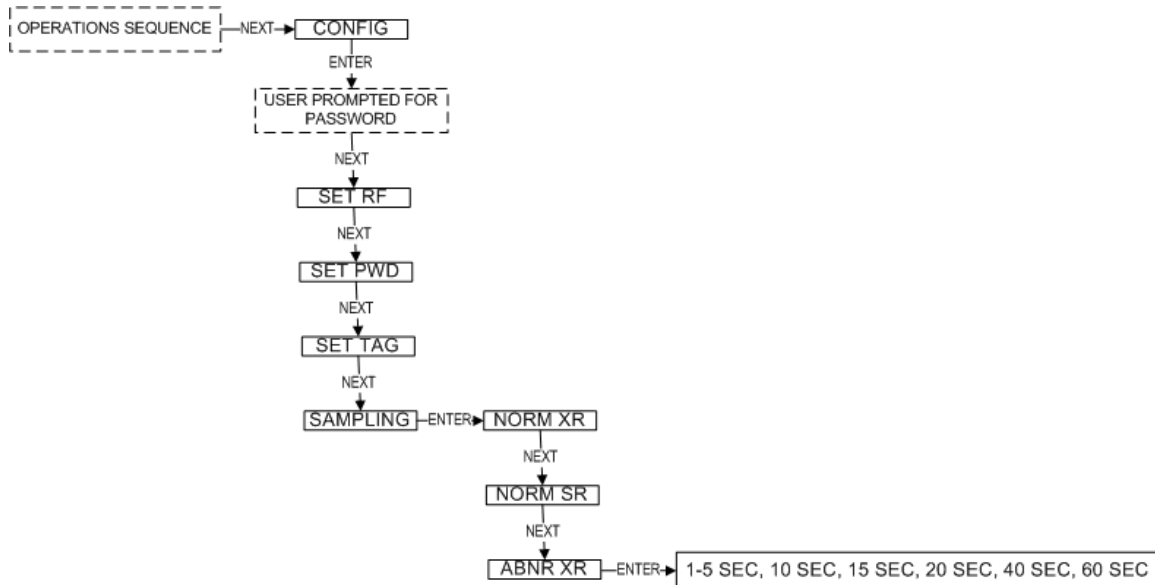 OPERATIONS SEQUENCE
NEXT
CONFIG
ENTER
USER PROMPTED FOR
PASSWORD
NEXT
SET RF
NEXT
SET PWD
NEXT
SET TAG
NEXT
SAMPLING
ENTER
NORM XR
NEXT
NORM SR
NEXT
ABNR XR
ENTER
1-5 SEC, 10 SEC, 15 SEC, 20 SEC, 40 SEC, 60 SEC